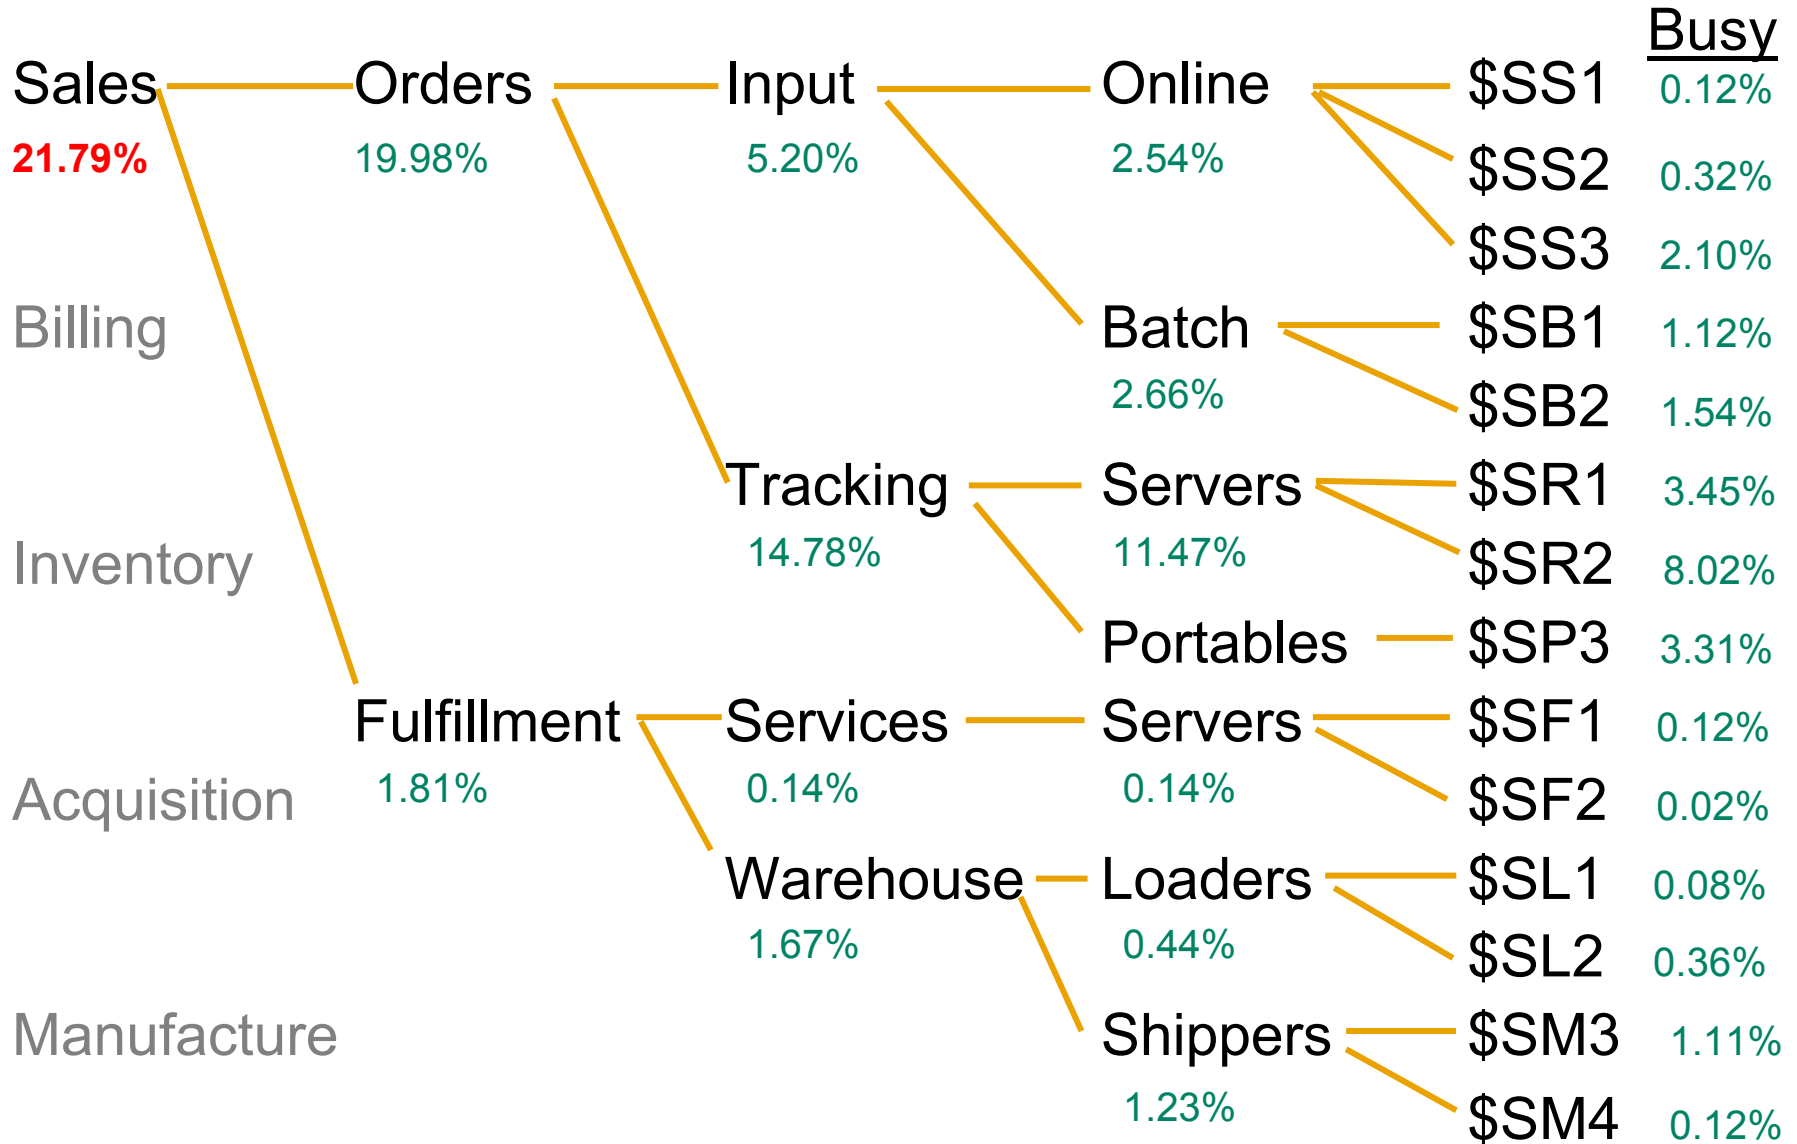 Busy
Sales Orders Input Online $SS1 0.12%
21.79% 19.98% 5.20% 2.54% $SS2 0.32%
$SS3 2.10%
Billing Batch $SB1 1.12%
2.66% $SB2 1.54%
Tracking Servers $SR1 3.45%
Inventory 14.78% 11.47% $SR2 8.02%
Portables $SP3 3.31%
Fulfillment Services Servers $SF1 0.12%
Acquisition 1.81% 0.14% 0.14% $SF2 0.02%
Warehouse Loaders $SL1 0.08%
1.67% 0.44% $SL2 0.36%
Manufacture Shippers $SM3 1.11%
1.23% $SM4 0.12%